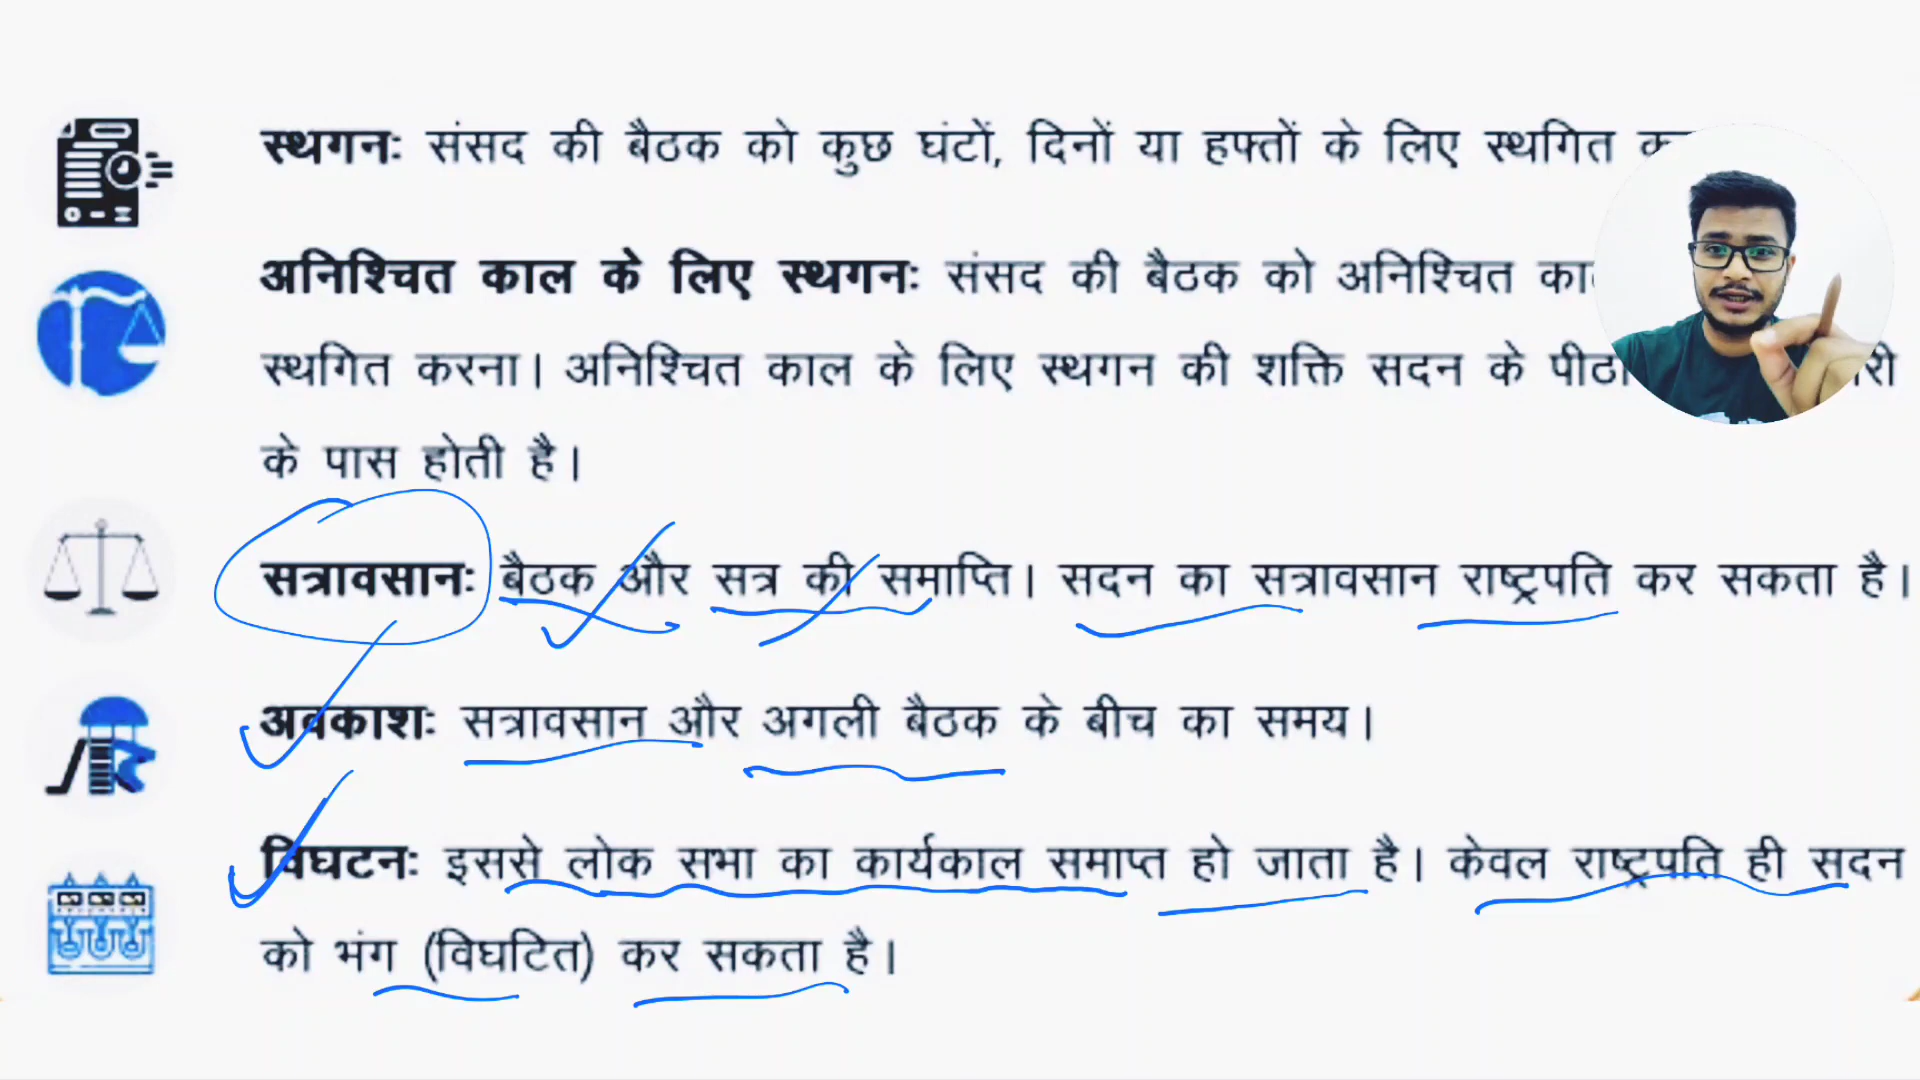 स्थगन: संसद की बैठक को कुछ घंटों, दिनों या हफ्तों के लिए स्थगित
अनिश्चित काल के लिए स्थगन: संसद की बैठक को अनिश्चित
स्थगित करना। अनिश्चित काल के लिए स्थगन की शक्ति सदन के
के पास होती है।
सत्रावसान: बैठक और सत्र की समाप्ति। सदन का सत्रावसान राष्ट्रपति कर सकता है।
अवकाश: सत्रावसान और अगली बैठक के बीच का समय।
विघटन: इससे लोक सभा का कार्यकाल समाप्त हो जाता है। केवल राष्ट्रपति ही सदन
को भंग (विघटित) कर सकता है।